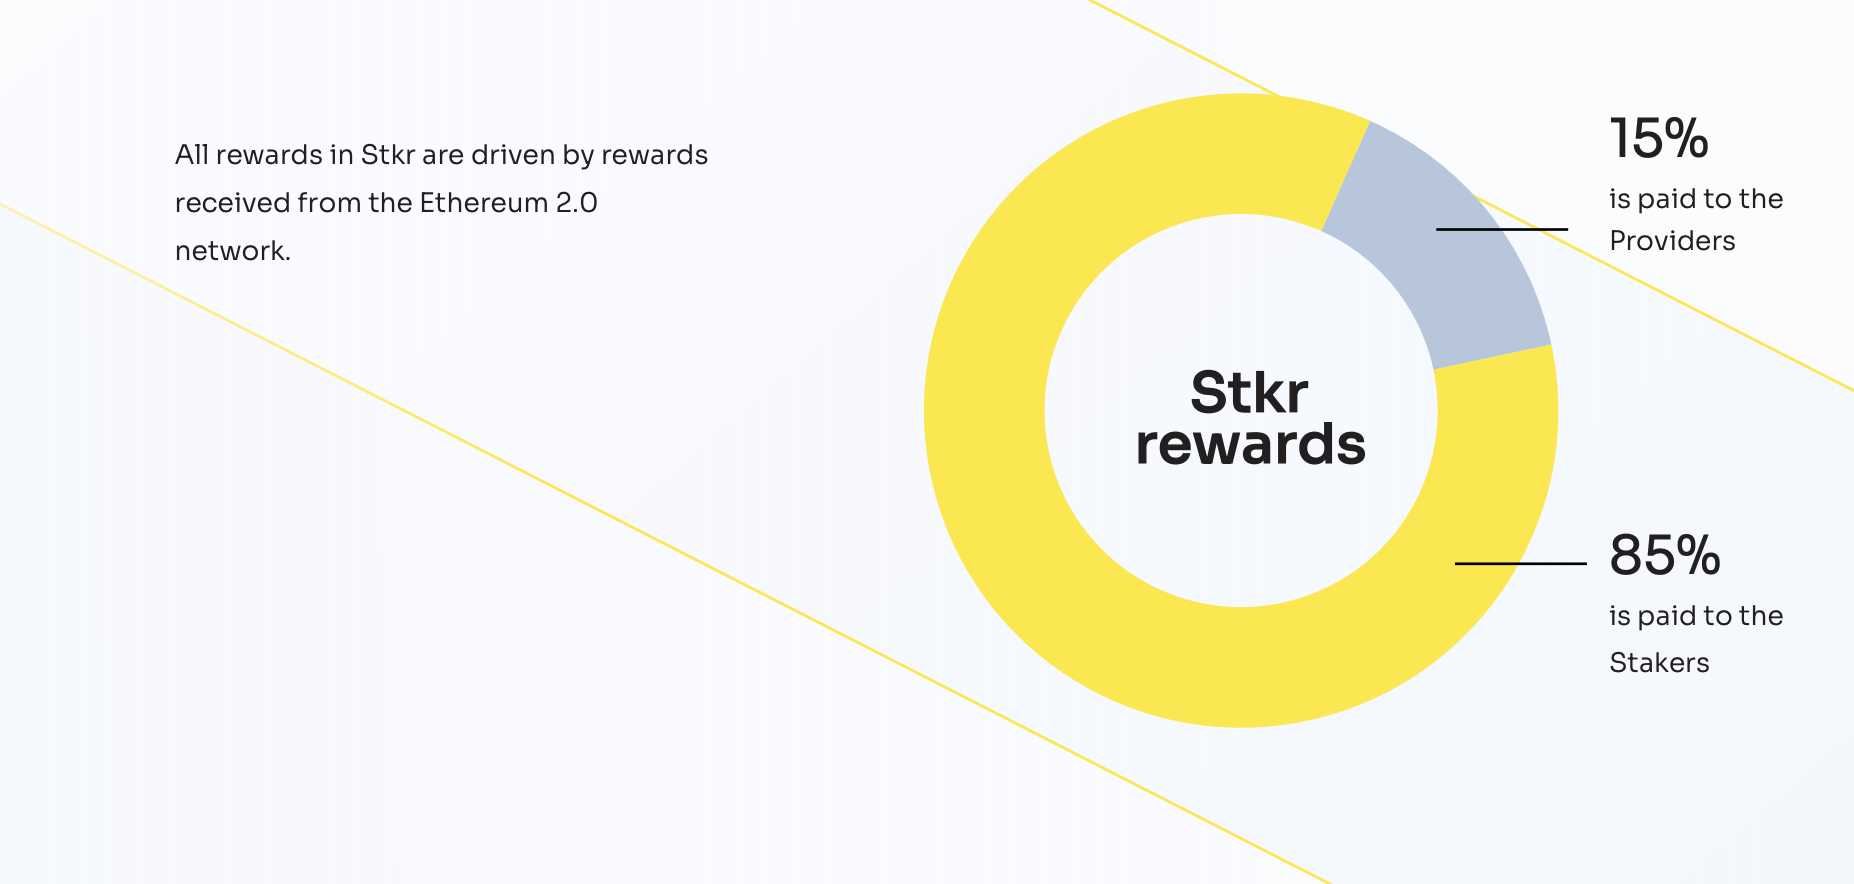 All rewards in Stkr are driven by rewards
received from the Ethereum 2.0
network.
Stkr
rewards
15%
is paid to the
Providers
85%
is paid to the
Stakers